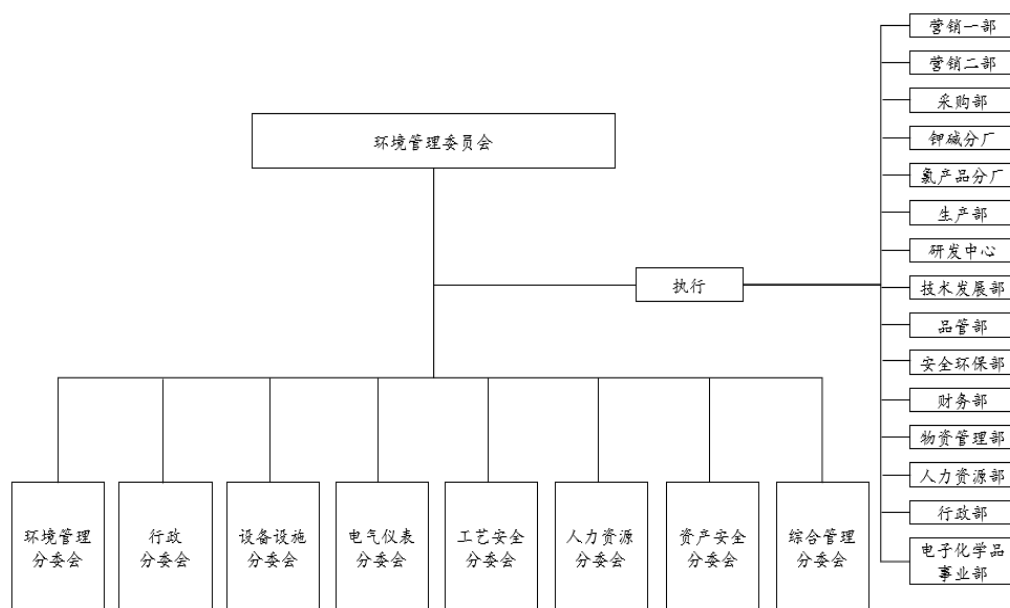 环境管理委员会
执行
营销一部
营销二部
采购部
钾碱分厂
氯产品分厂
生产部
研发中心
技术发展部
品管部
安全环保部
财务部
物资管理部
人力资源部
行政部
电子化学品
事业部
环境管理
分委会
行政
分委会
设备设施
分委会
电气仪表
分委会
工艺安全
分委会
人力资源
分委会
资产安全
分委会
综合管理
分委会